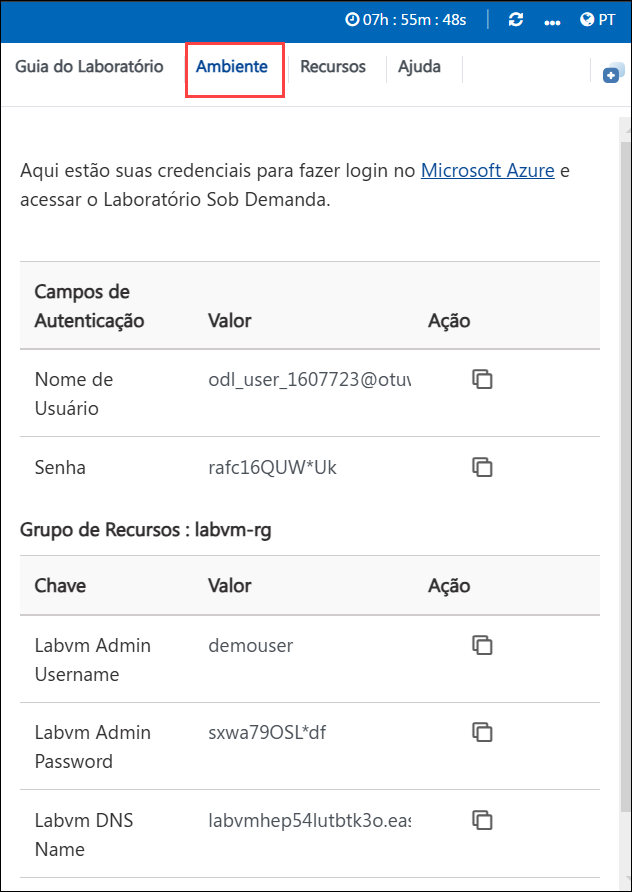 07h : 55m : 48s PT
Guia do Laboratório Ambiente Recursos Ajuda
Aqui estão suas credenciais para fazer login no Microsoft Azure e
acessar o Laboratório Sob Demanda.
Campos de
Autenticação Valor Ação
Nome de
Usuário odl_user_1607723@otuv
Senha rafc16QUW*Uk
Grupo de Recursos : labvm-rg
Chave Valor Ação
Labvm Admin
Username demouser
Labvm Admin
Password sxwa79OSL*df
Labvm DNS
Name labvmhep54lutbtk3o.eas